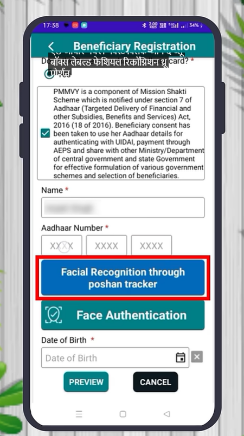 17:35
54%
Beneficiary Registration
card? *
बॉक्स लेबल्ड फेशियल रिकॉग्निशन थ्रू
PMMVY is a component of Mission Shakti
Scheme which is notified under section 7 of
Aadhaar (Targeted Delivery of Financial and
other Subsidies, Benefits and Services) Act,
2016 (18 of 2016). Beneficiary consent has
been taken to use her Aadhaar details for
authenticating with UIDAI, payment through
AEPS and share with other Ministry/Department
of central government and state Government
for effective formulation of various government
schemes and selection of beneficiaries.
Name *
Aadhaar Number *
XXXX XXXX XXXX
Facial Recognition through
poshan tracker
Face Authentication
Date of Birth *
Date of Birth
PREVIEW CANCEL